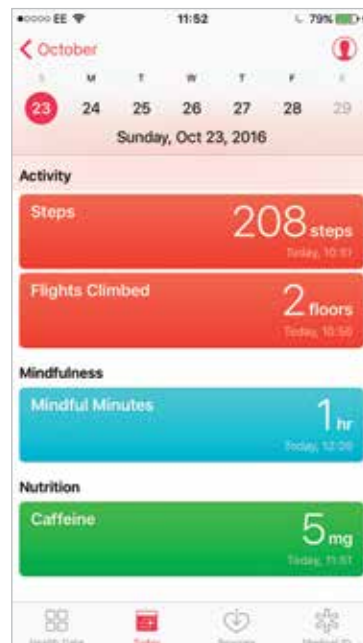 EE 11:52 79%
October
S M T W T F S
23 24 25 26 27 28 29
Sunday, Oct 23, 2016
Activity
Steps 208 steps
Today, 10:51
Flights Climbed 2 floors
Today, 10:50
Mindfulness
Mindful Minutes 1 hr
Today, 12:20
Nutrition
Caffeine 5 mg
Today, 11:51
Health Data Today Sources Medical ID